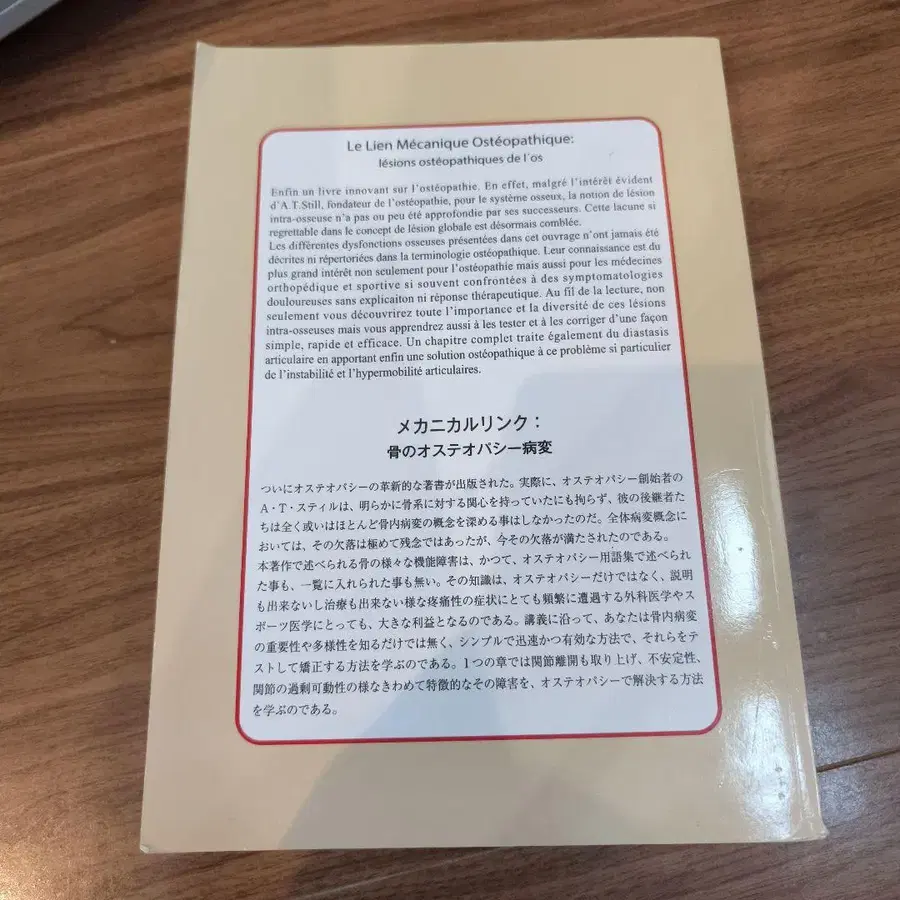 Le Lien Mécanique Ostéopathique:
lésions ostéopathiques de l'os
Enfin un livre innovant sur l'ostéopathie. En effet, malgré l'intérêt évident
d'A.T.Still, fondateur de l'ostéopathie, pour le système osseux, la notion de lésion
intra-osseuse n'a pas ou peu été approfondie par ses successeurs. Cette lacune si
regrettable dans le concept de lésion globale est désormais comblée.
Les différentes dysfonctions osseuses présentées dans cet ouvrage n'ont jamais été
décrites ni répertoriées dans la terminologie ostéopathique. Leur connaissance est du
plus grand intérêt non seulement pour l'ostéopathie mais aussi pour les médecines
orthopédique et sportive si souvent confrontées à des symptomatologies
douloureuses sans explicaiton ni réponse thérapeutique. Au fil de la lecture, non
seulement vous découvrirez toute l'importance et la diversité de ces lésions
intra-osseuses mais vous apprendrez aussi à les tester et à les corriger d'une façon
simple, rapide et efficace. Un chapitre complet traite également du diastasis
articulaire en apportant enfin une solution ostéopathique à ce problème si particulier
de l'instabilité et l'hypermobilité articulaires.
メカニカルリンク：
骨のオステオパシー病変
ついにオステオパシーの革新的な著書が出版された。実際に、オステオパシー創始者の
A・T・スティルは、明らかに骨系に対する関心を持っていたにも拘らず、彼の後継者た
ちは全く或いはほとんど骨内病変の概念を深める事はしなかったのだ。全体病変概念に
おいては、その欠落は極めて残念ではあったが、今その欠落が満たされたのである。
本著作で述べられる骨の様々な機能障害は、かつて、オステオパシー用語集で述べられ
た事も、一覧に入れられた事も無い。その知識は、オステオパシーだけではなく、説明
も出来ないし治療も出来ない様な疼痛性の症状にとても頻繁に遭遇する外科医学やス
ポーツ医学にとっても、大きな利益となるのである。講義に沿って、あなたは骨内病変
の重要性や多様性を知るだけでは無く、シンプルで迅速かつ有効な方法で、それらをテ
ストして矯正する方法を学ぶのである。1つの章では関節離開も取り上げ、不安定性、
関節の過剰可動性の様なきわめて特徴的なその障害を、オステオパシーで解決する方法
を学ぶのである。